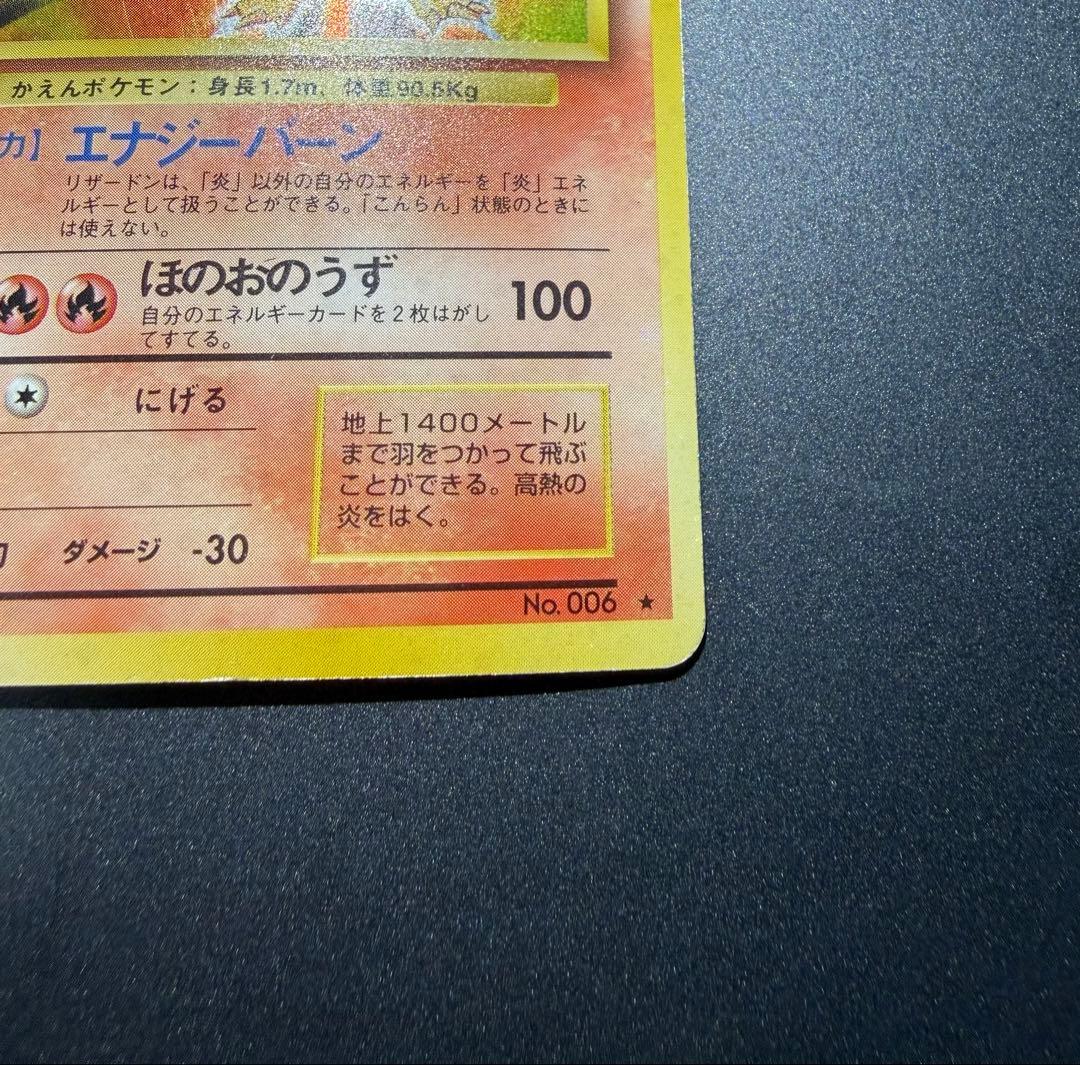 かえんポケモン：身長1.7m、体重90.5Kg
カ】 エナジーバーン
リザードンは、「炎」以外の自分のエネルギーを「炎」エネ
ルギーとして扱うことができる。「こんらん」状態のときに
は使えない。
ほのおのうず 100
自分のエネルギーカードを2枚はがし
てすてる。
にげる
地上1400メートル
まで羽をつかって飛ぶ
ことができる。高熱の
炎をはく。
ダメージ -30
No. 006 ★